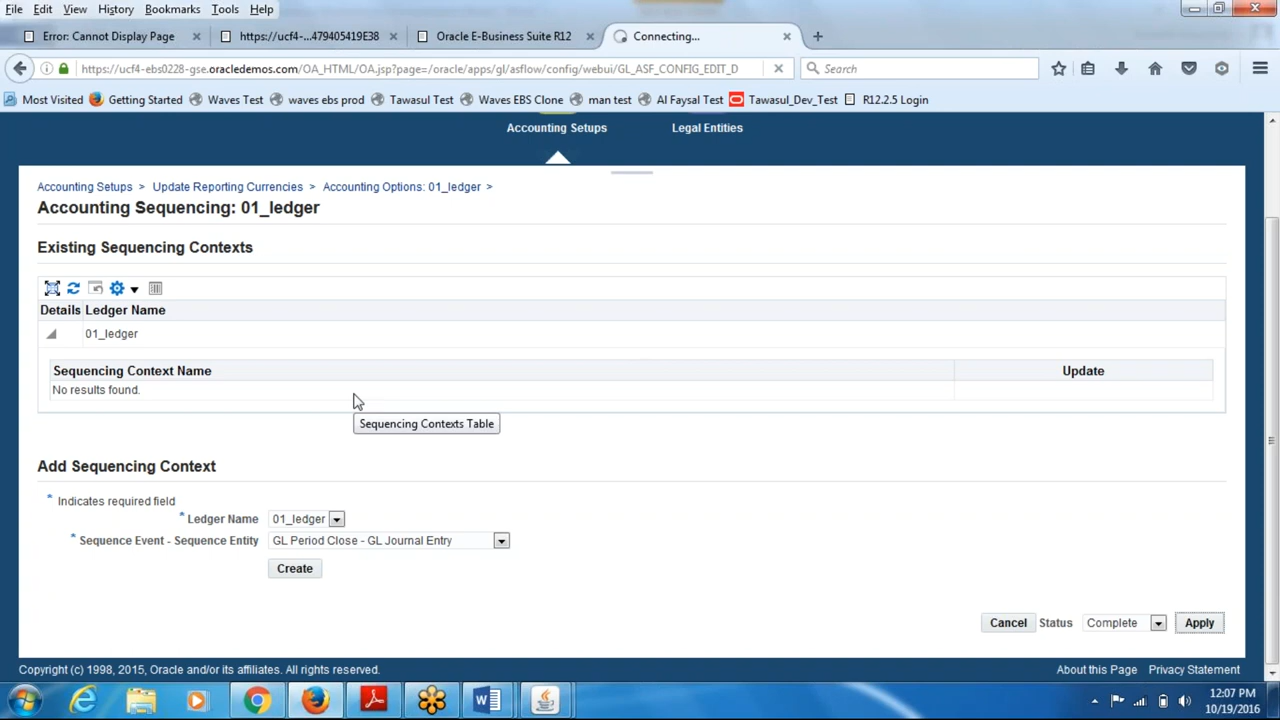 File Edit View History Bookmarks Tools Help
Error: Cannot Display Page
https://ucf4-...479405419E38
Oracle E-Business Suite R12
Connecting...
https://ucf4-ebs0228-gse.oracledemos.com/OA_HTML/OA.jsp?page=/oracle/apps/gl/asflow/config/webui/GL_ASF_CONFIG_EDIT_D
Search
Most Visited Getting Started Waves Test waves ebs prod Tawasul Test Waves EBS Clone man test Al Faysal Test Tawasul_Dev_Test R12.2.5 Login
Accounting Setups Legal Entities
Accounting Setups > Update Reporting Currencies > Accounting Options: 01_ledger >
Accounting Sequencing: 01_ledger
Existing Sequencing Contexts
Details Ledger Name
01_ledger
Sequencing Context Name Update
No results found.
Sequencing Contexts Table
Add Sequencing Context
* Indicates required field
* Ledger Name 01_ledger
* Sequence Event - Sequence Entity GL Period Close - GL Journal Entry
Create
Cancel Status Complete Apply
Copyright (c) 1998, 2015, Oracle and/or its affiliates. All rights reserved. About this Page Privacy Statement
12:07 PM
10/19/2016